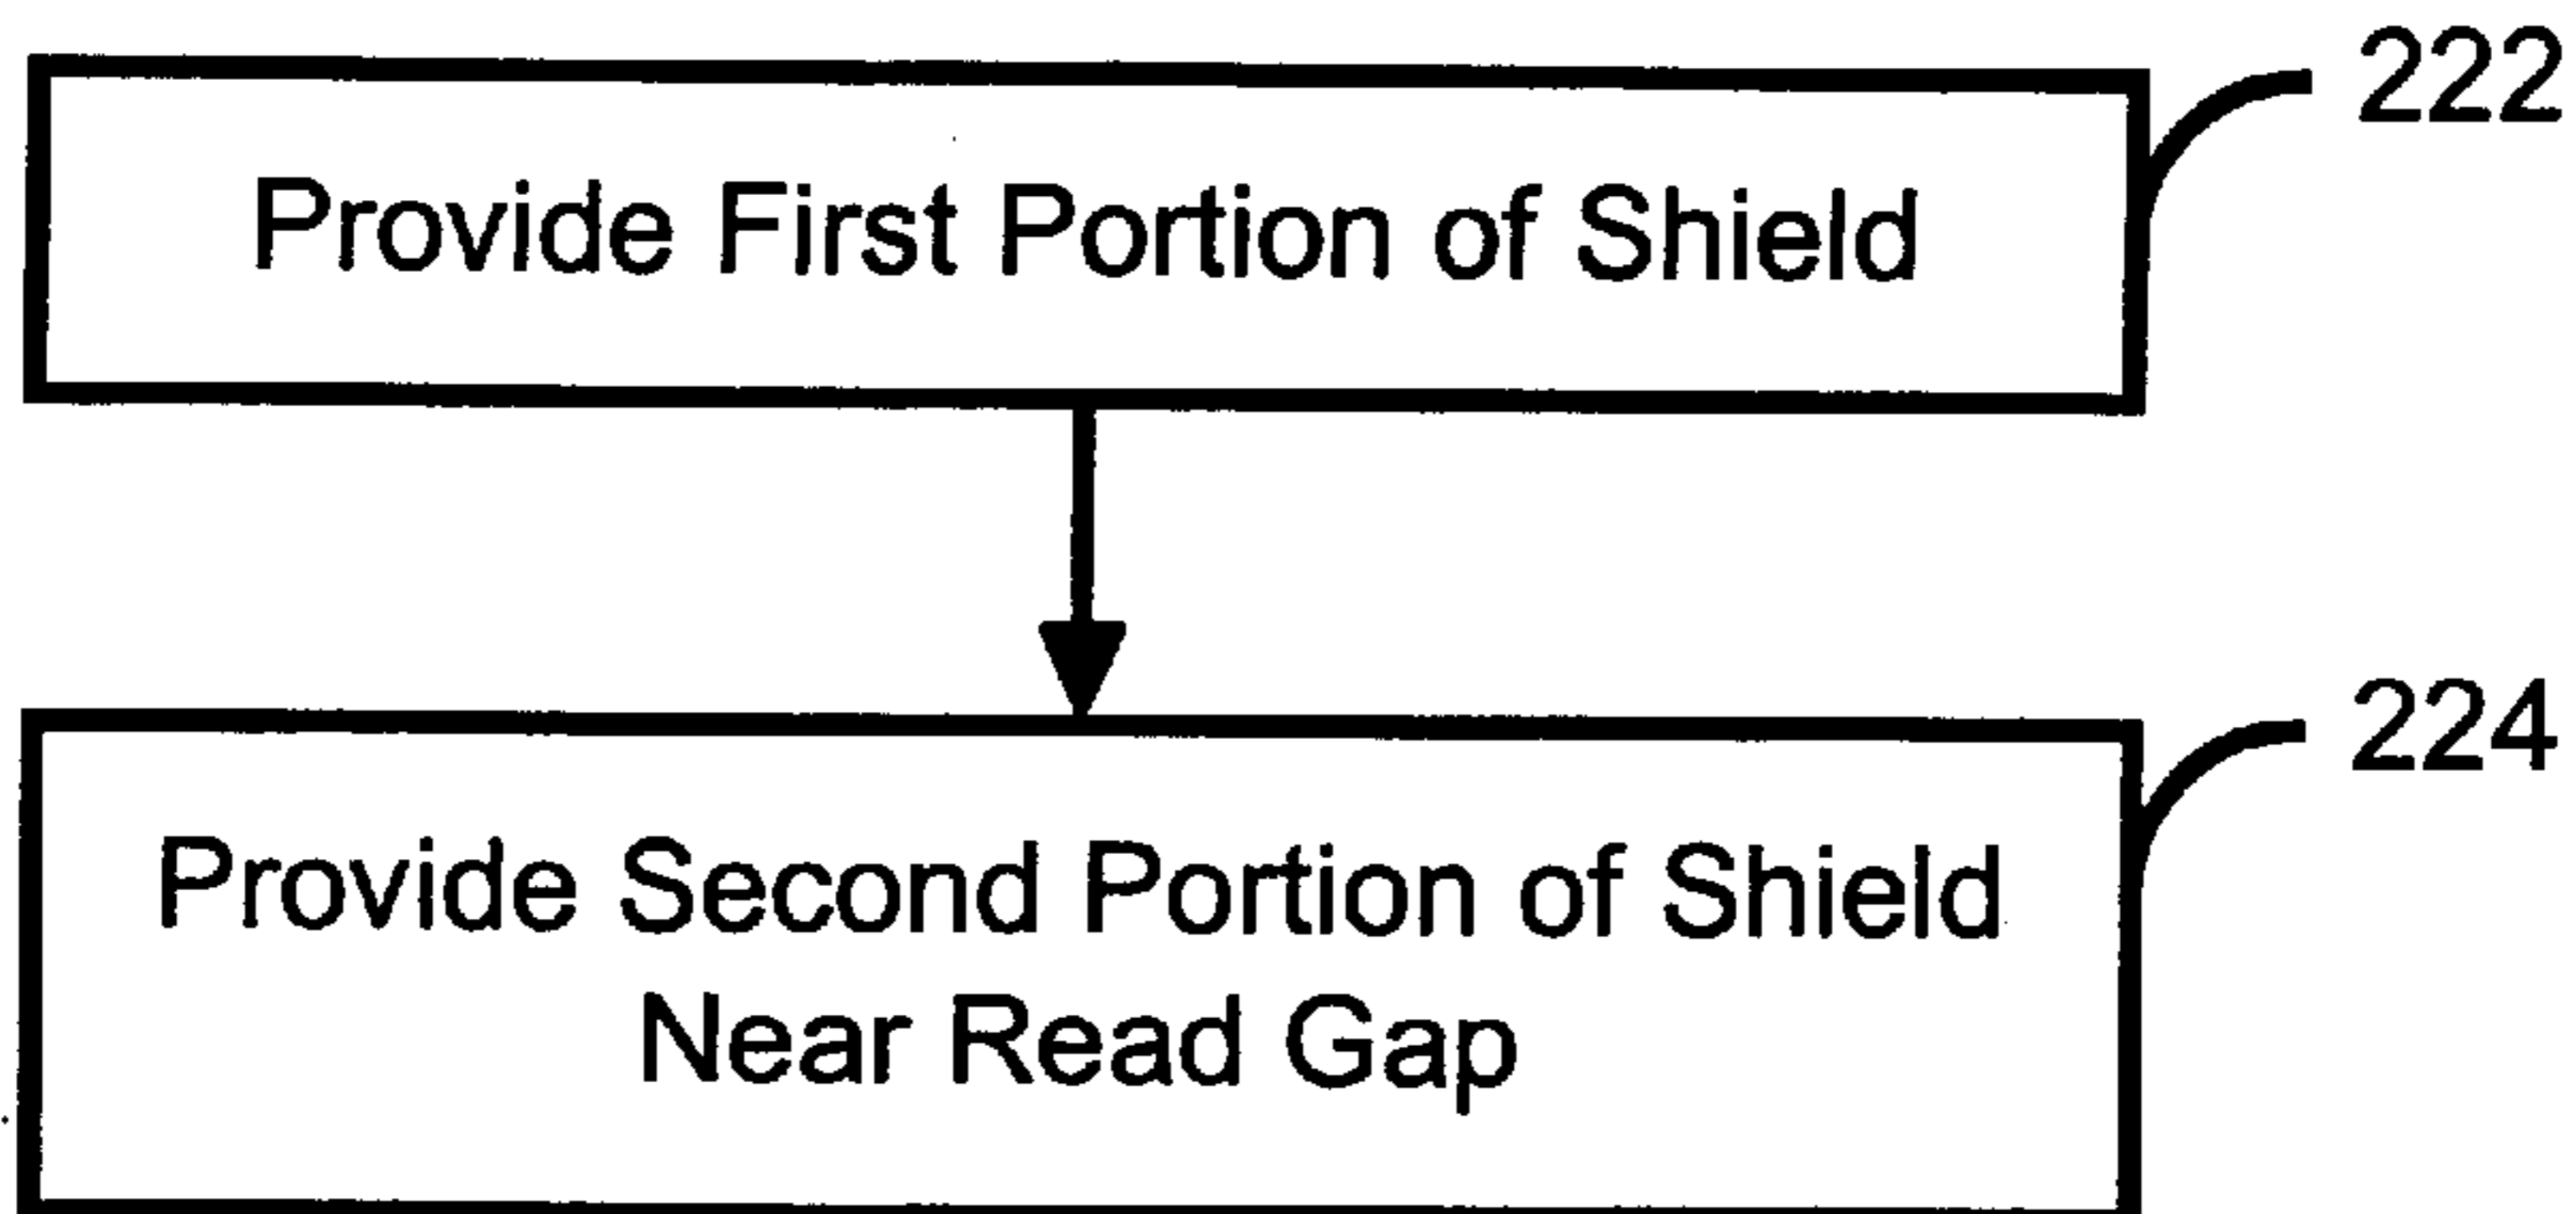 222
Provide First Portion of Shield
224
Provide Second Portion of Shield
Near Read Gap